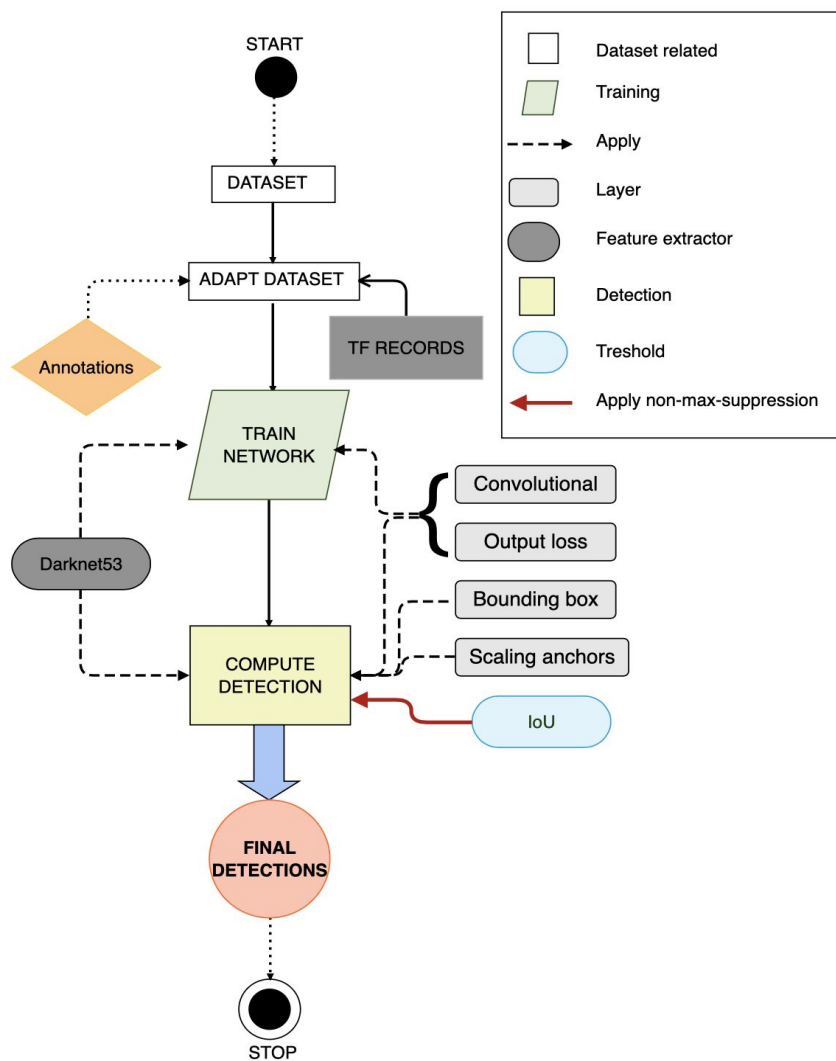 START
DATASET
ADAPT DATASET
Annotations
TF RECORDS
TRAIN
NETWORK
Darknet53
Convolutional
Output loss
Bounding box
Scaling anchors
COMPUTE
DETECTION
IoU
FINAL
DETECTIONS
STOP
Dataset related
Training
Apply
Layer
Feature extractor
Detection
Treshold
Apply non-max-suppression